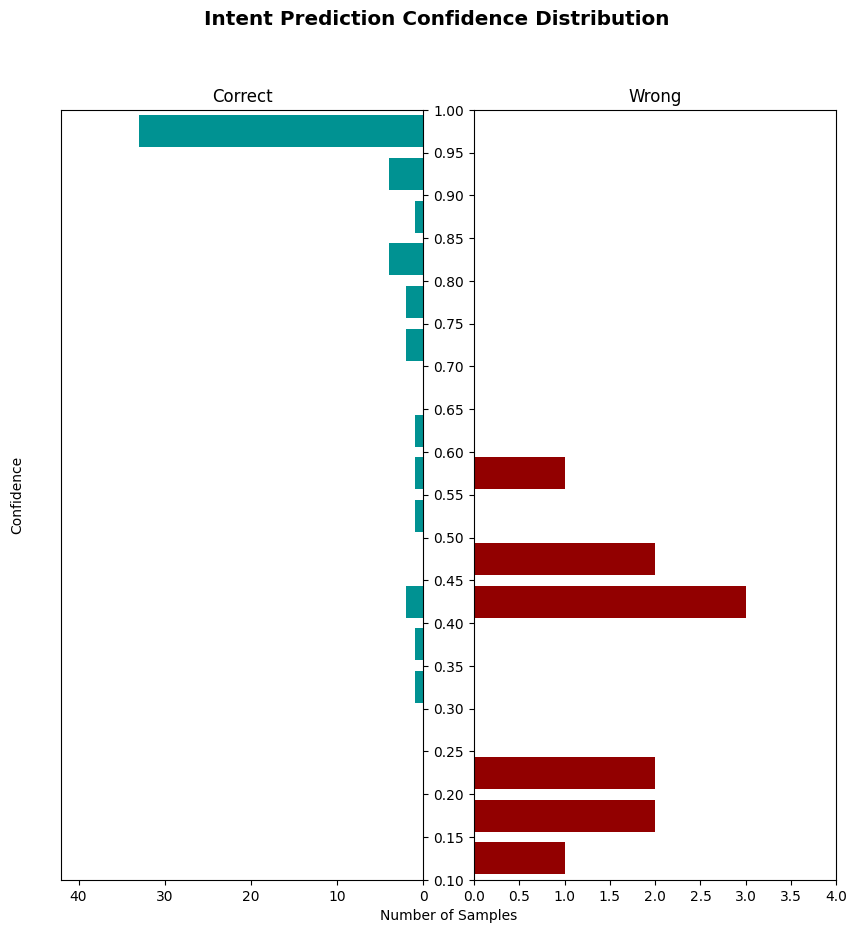 Intent Prediction Confidence Distribution
Correct
Wrong
1.00
0.95
0.90
0.85
0.80
0.75
0.70
0.65
0.60
0.55
0.50
0.45
0.40
0.35
0.30
0.25
0.20
0.15
0.10
Confidence
40 30 20 10 0
0.0 0.5 1.0 1.5 2.0 2.5 3.0 3.5 4.0
Number of Samples